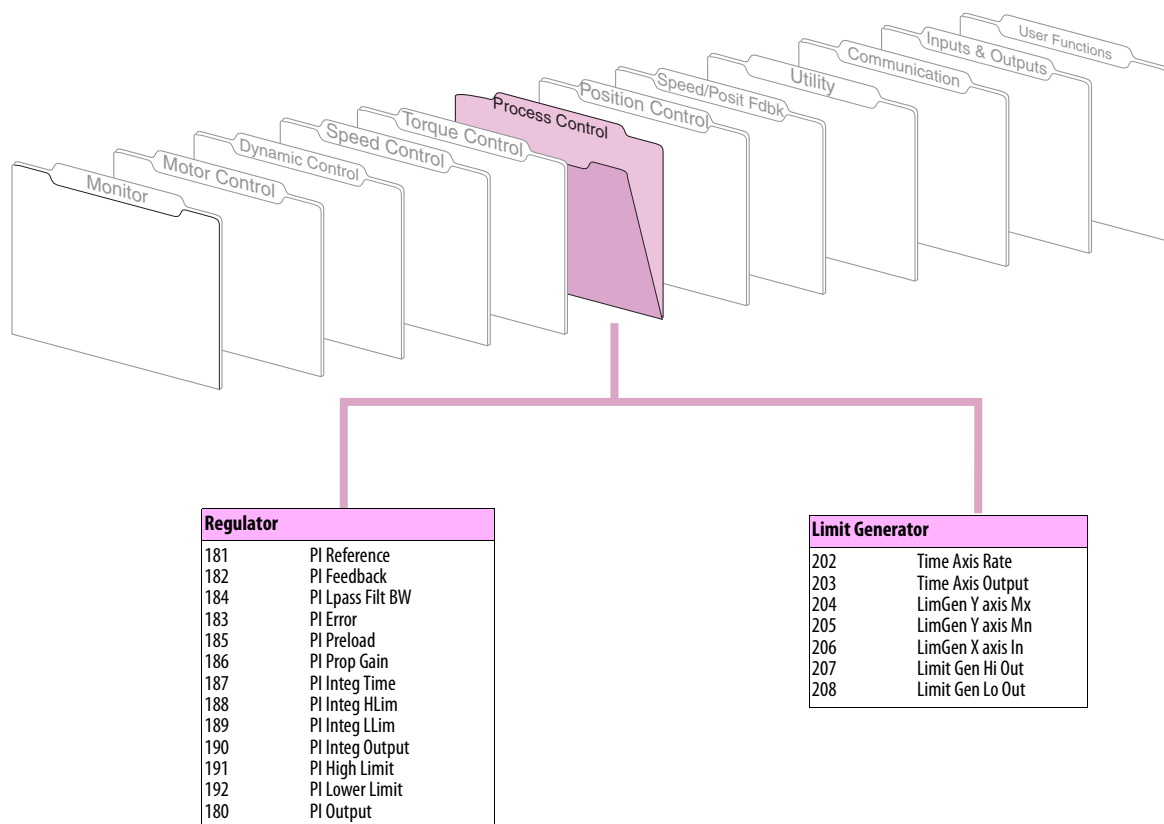 Monitor
Motor Control
Dynamic Control
Speed Control
Torque Control
Process Control
Position Control
Speed/Posit Fdbk
Utility
Communication
Inputs & Outputs
User Functions
Regulator
181 PI Reference
182 PI Feedback
184 PI Lpass Filt BW
183 PI Error
185 PI Preload
186 PI Prop Gain
187 PI Integ Time
188 PI Integ HLim
189 PI Integ LLim
190 PI Integ Output
191 PI High Limit
192 PI Lower Limit
180 PI Output
Limit Generator
202 Time Axis Rate
203 Time Axis Output
204 LimGen Y axis Mx
205 LimGen Y axis Mn
206 LimGen X axis In
207 Limit Gen Hi Out
208 Limit Gen Lo Out